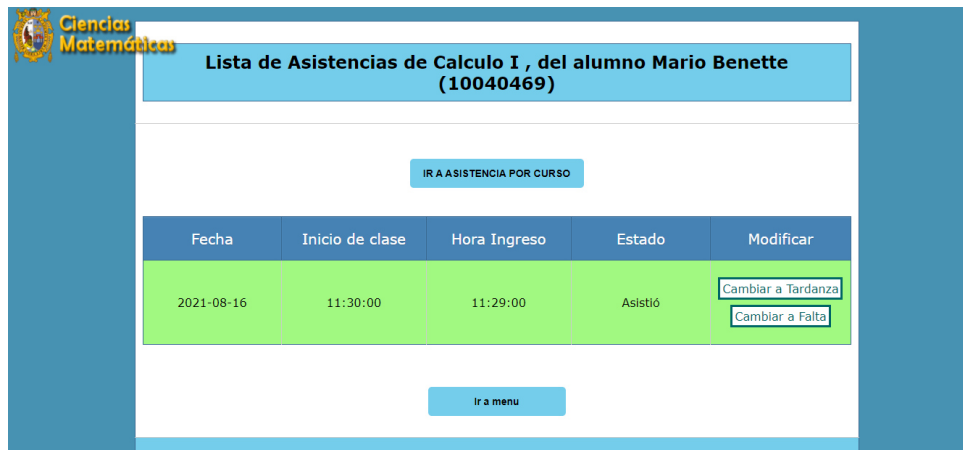 Ciencias
Matemáticas
Lista de Asistencias de Calculo I , del alumno Mario Benette
(10040469)
IR A ASISTENCIA POR CURSO
Fecha Inicio de clase Hora Ingreso Estado Modificar
2021-08-16 11:30:00 11:29:00 Asistió Cambiar a Tardanza
Cambiar a Falta
Ir a menu